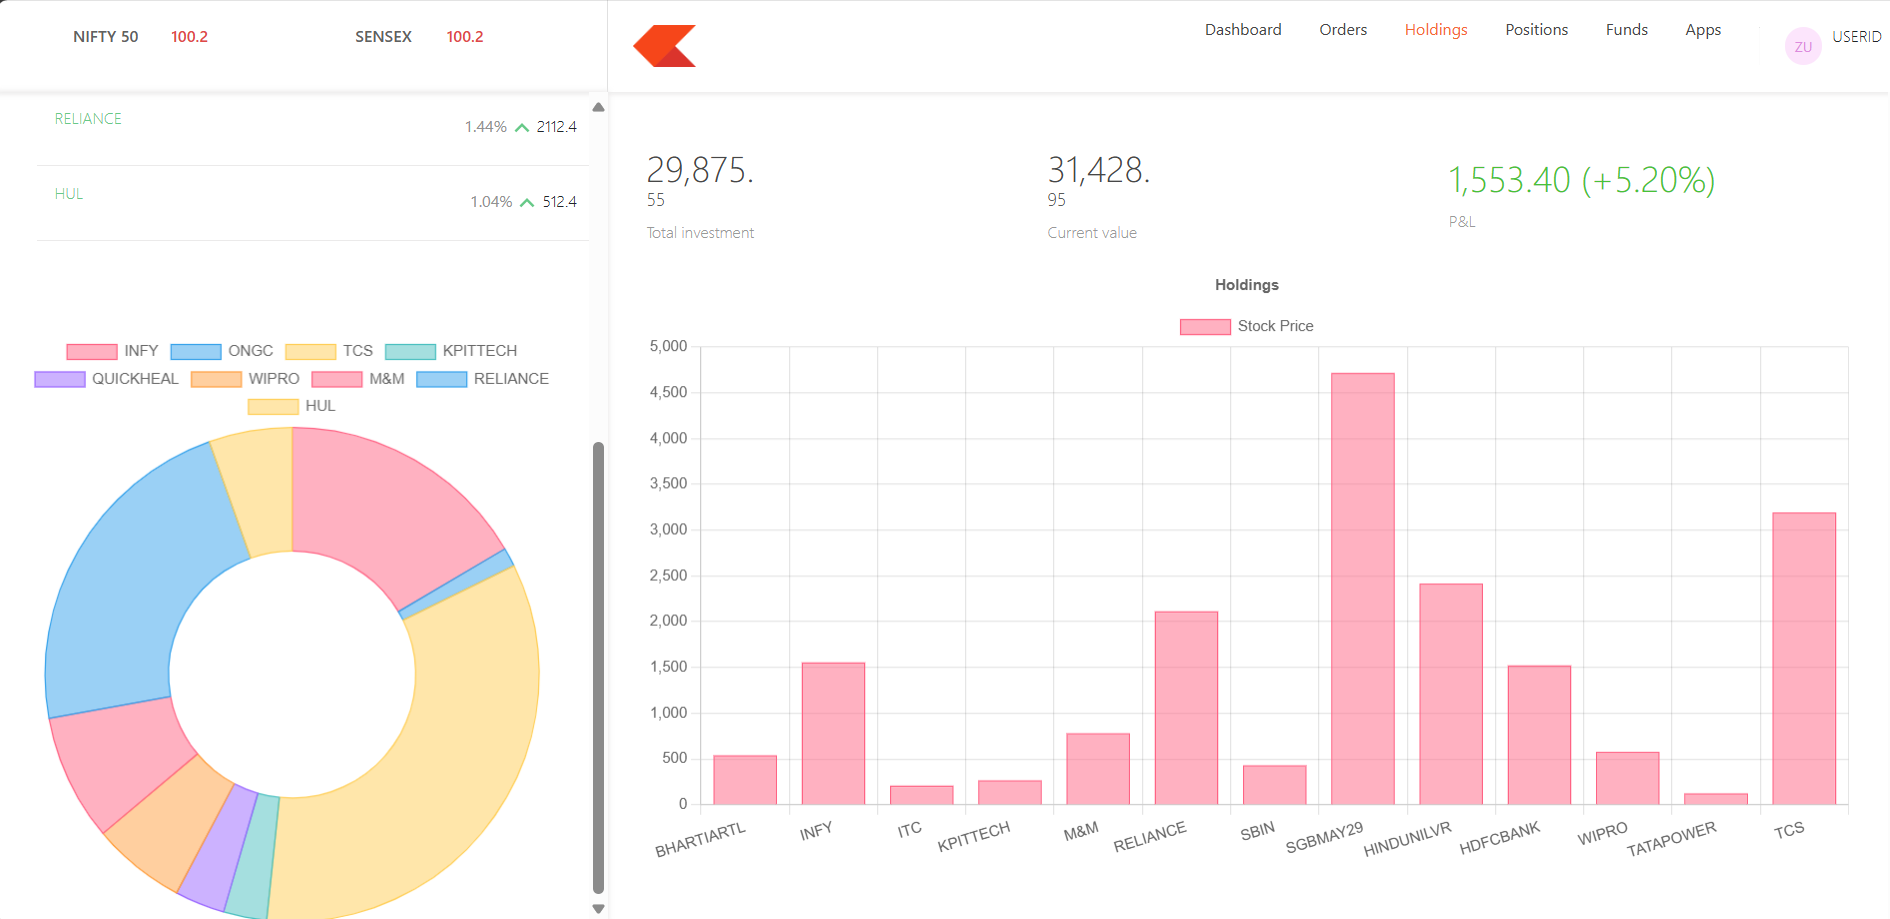 NIFTY 50 100.2 SENSEX 100.2
Dashboard Orders Holdings Positions Funds Apps ZU USERID
RELIANCE 1.44% 2112.4
HUL 1.04% 512.4
INFY ONGC TCS KPITTECH
QUICKHEAL WIPRO M&M RELIANCE
HUL
29,875.
55
Total investment
31,428.
95
Current value
1,553.40 (+5.20%)
P&L
Holdings
Stock Price
5,000
4,500
4,000
3,500
3,000
2,500
2,000
1,500
1,000
500
0
BHARTIARTL INFY ITC KPITTECH M&M RELIANCE SBIN SGBMAY29 HINDUNILVR HDFCBANK WIPRO TATAPOWER TCS